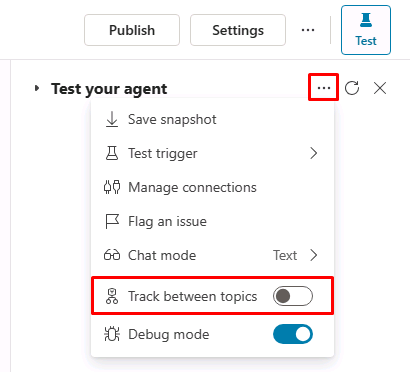 Publish
Settings
Test
Test your agent
Save snapshot
Test trigger
Manage connections
Flag an issue
Chat mode Text
Track between topics
Debug mode